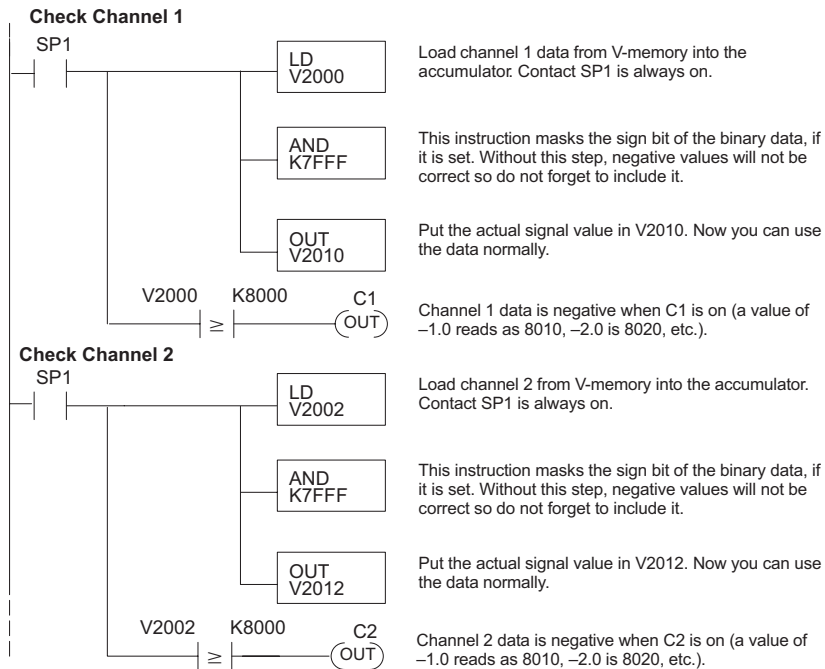 Check Channel 1
SP1
LD
V2000
Load channel 1 data from V-memory into the
accumulator. Contact SP1 is always on.
AND
K7FFF
This instruction masks the sign bit of the binary data, if
it is set. Without this step, negative values will not be
correct so do not forget to include it.
OUT
V2010
Put the actual signal value in V2010. Now you can use
the data normally.
V2000 K8000 C1
≥ OUT
Channel 1 data is negative when C1 is on (a value of
–1.0 reads as 8010, –2.0 is 8020, etc.).
Check Channel 2
SP1
LD
V2002
Load channel 2 from V-memory into the accumulator.
Contact SP1 is always on.
AND
K7FFF
This instruction masks the sign bit of the binary data, if
it is set. Without this step, negative values will not be
correct so do not forget to include it.
OUT
V2012
Put the actual signal value in V2012. Now you can use
the data normally.
V2002 K8000 C2
≥ OUT
Channel 2 data is negative when C2 is on (a value of
–1.0 reads as 8010, –2.0 is 8020, etc.).